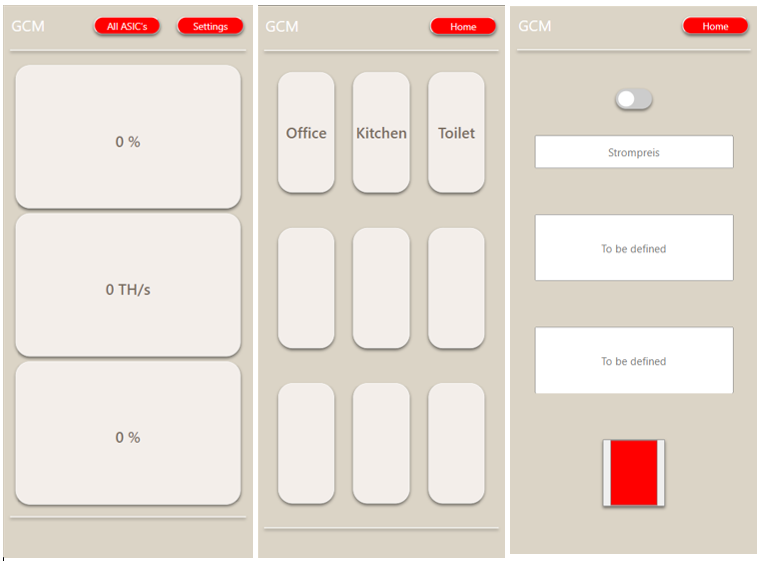 GCM
All ASIC's
Settings
0 %
0 TH/s
0 %
GCM
Home
Office
Kitchen
Toilet
GCM
Home
Strompreis
To be defined
To be defined